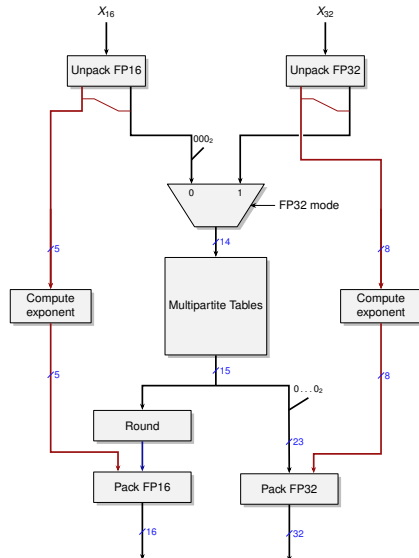 X16 X32
Unpack FP16 Unpack FP32
000₂
0 1
FP32 mode
14
5 8
Multipartite Tables
Compute
exponent
Compute
exponent
15
5 8
0...0₂
Round
23
Pack FP16 Pack FP32
16 32